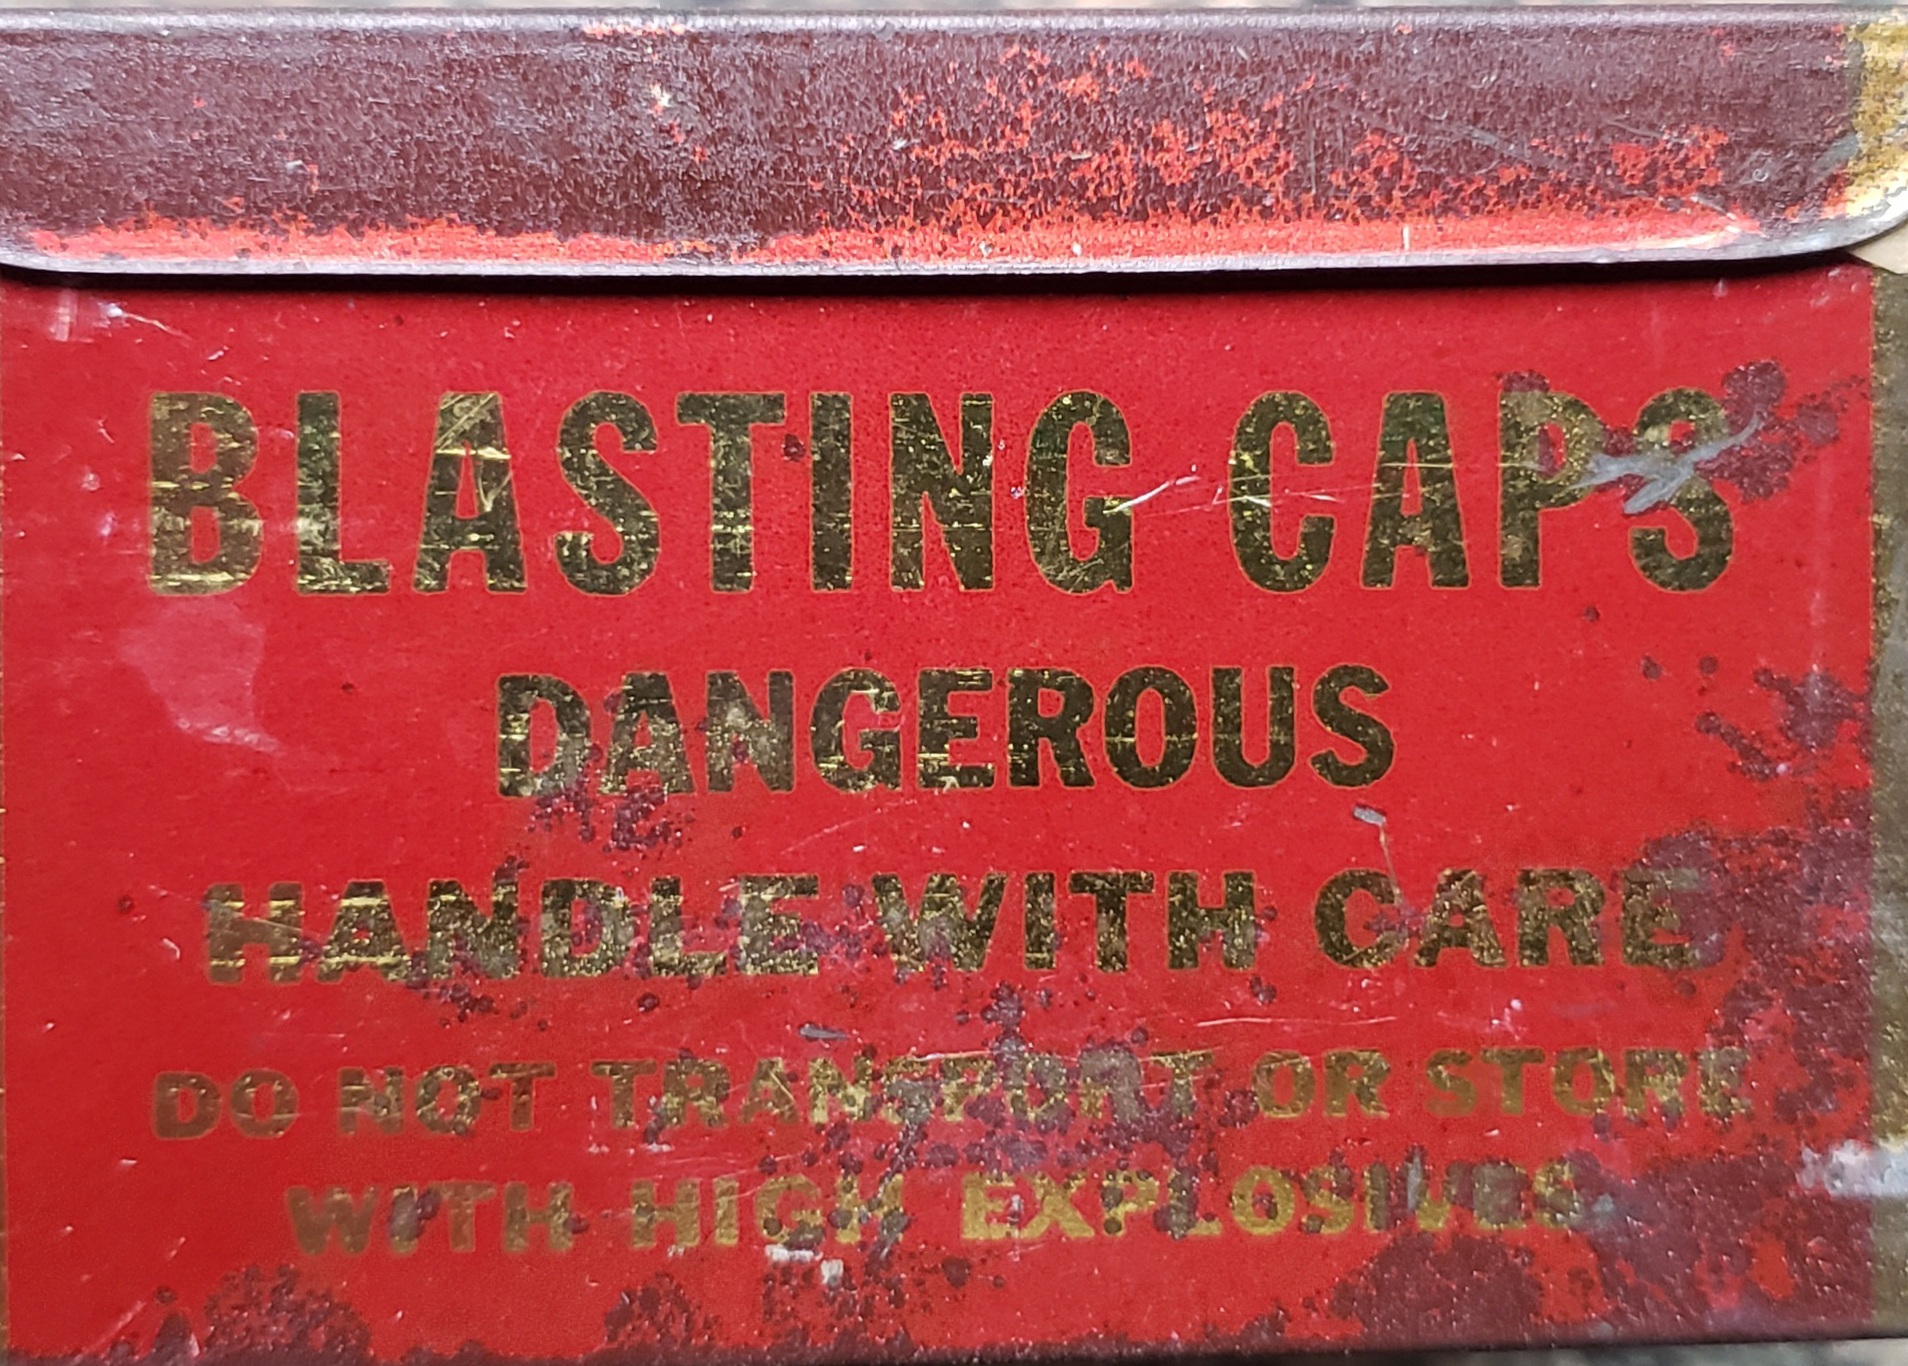 BLASTING CAPS
DANGEROUS
HANDLE WITH CARE
DO NOT TRANSPORT OR STORE
WITH HIGH EXPLOSIVES